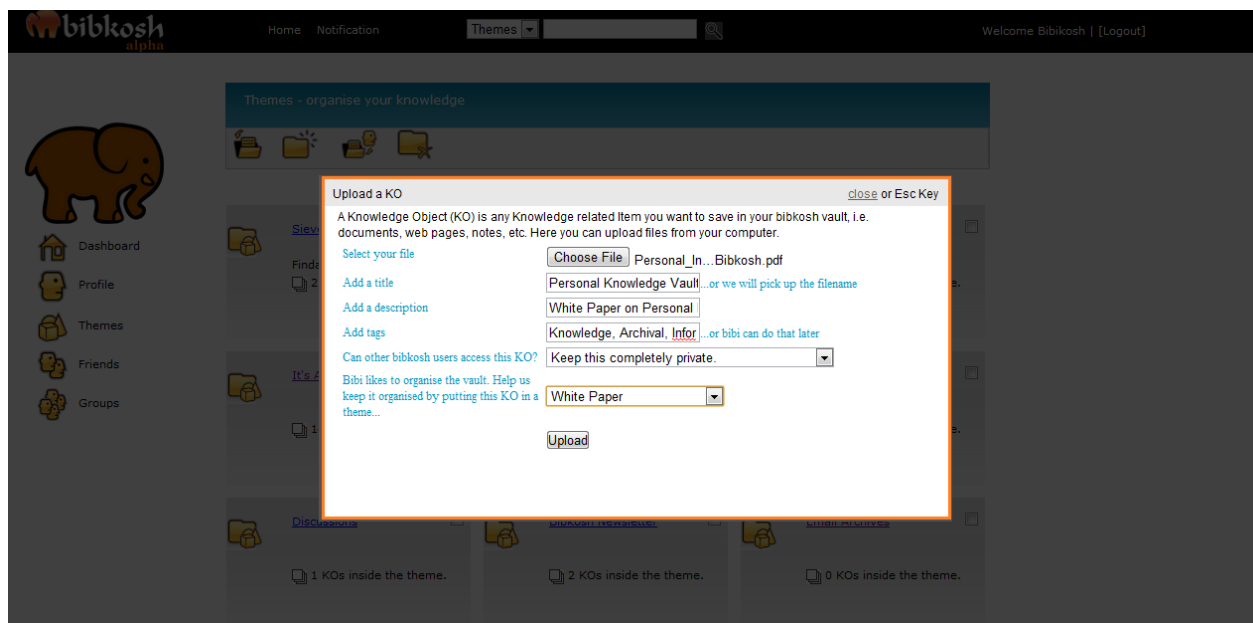 bibkosh
alpha
Home Notification Themes Welcome Bibikosh | [Logout]
Themes - organise your knowledge
Dashboard
Profile
Themes
Friends
Groups
Upload a KO close or Esc Key
A Knowledge Object (KO) is any Knowledge related Item you want to save in your bibkosh vault, i.e.
documents, web pages, notes, etc. Here you can upload files from your computer.
Select your file Choose File Personal_In...Bibkosh.pdf
Add a title Personal Knowledge Vault ...or we will pick up the filename
Add a description White Paper on Personal
Add tags Knowledge, Archival, Infor ...or bibi can do that later
Can other bibkosh users access this KO? Keep this completely private.
Bibi likes to organise the vault. Help us
keep it organised by putting this KO in a White Paper
theme...
Upload
It's
2
1
Discussions Bibkosh Newsletter Email Archives
1 KOs inside the theme. 2 KOs inside the theme. 0 KOs inside the theme.